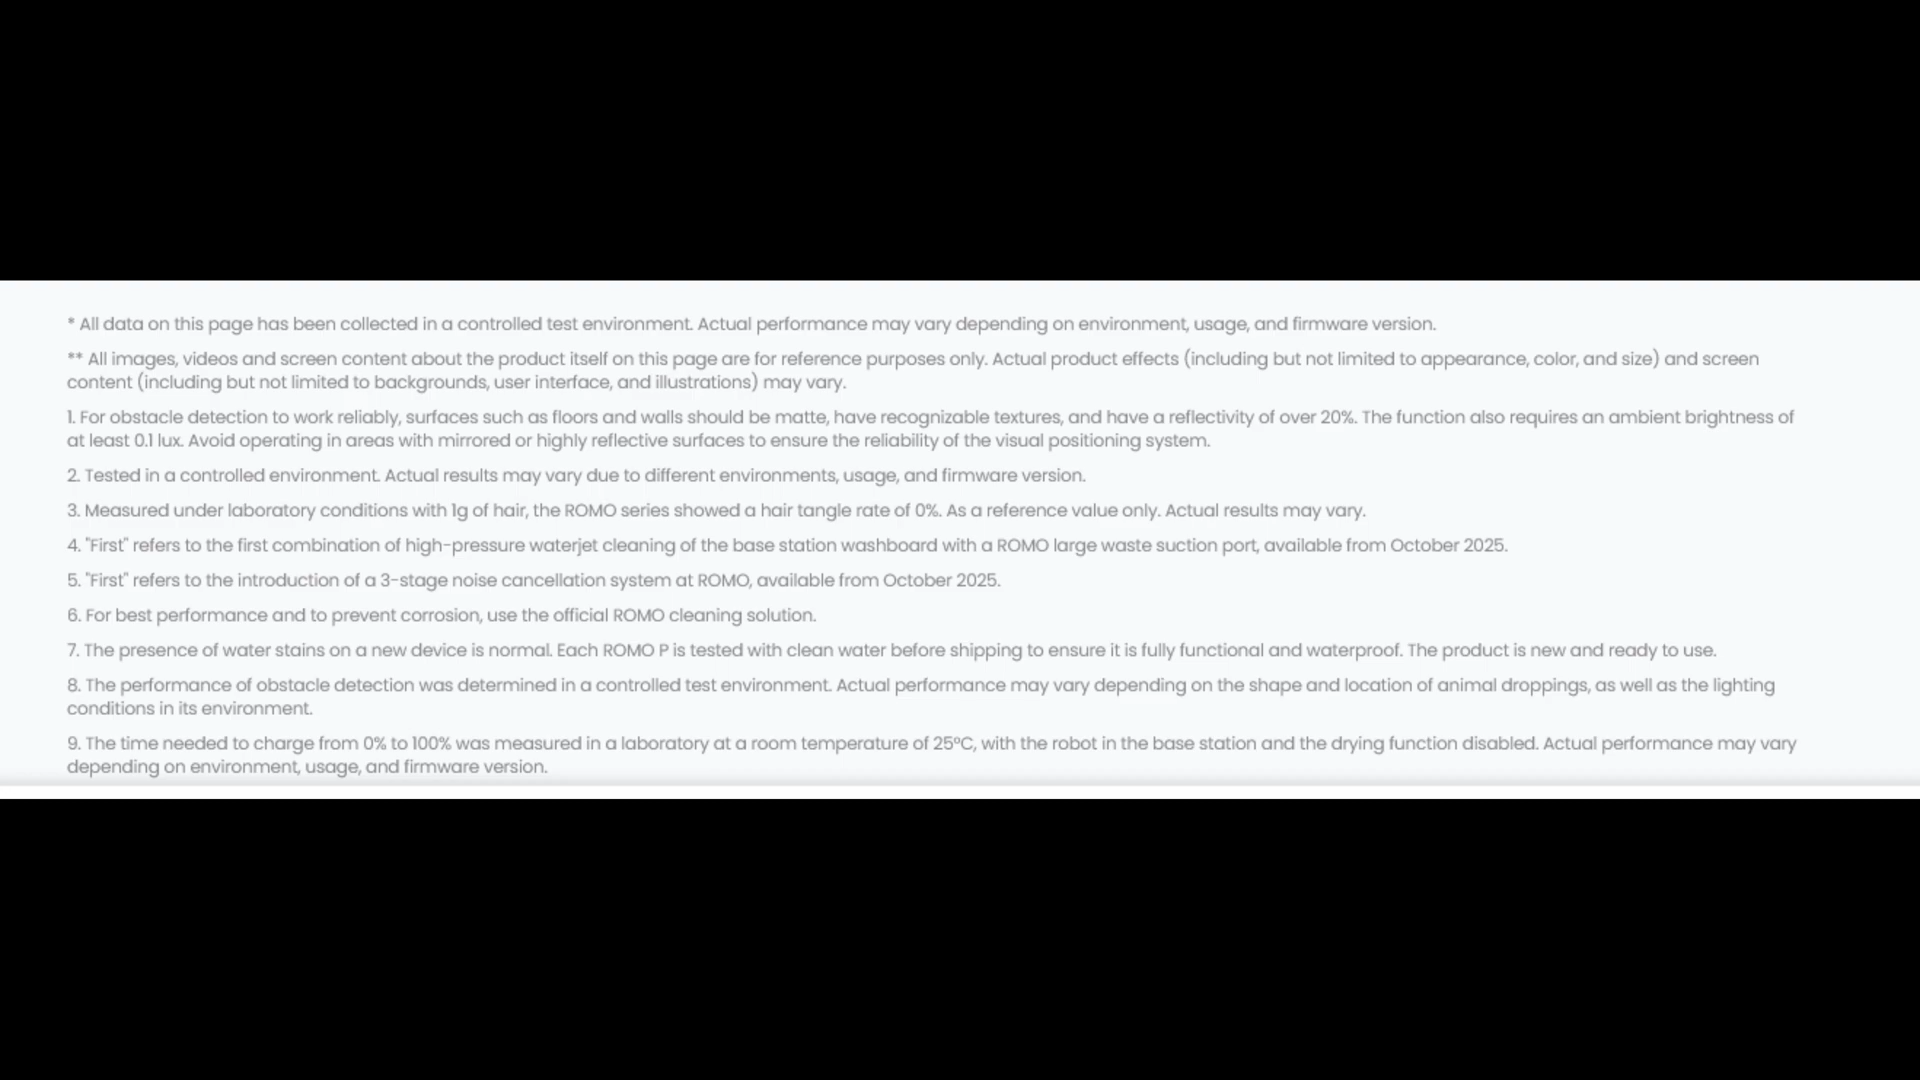 * All data on this page has been collected in a controlled test environment. Actual performance may vary depending on environment, usage, and firmware version.
** All images, videos and screen content about the product itself on this page are for reference purposes only. Actual product effects (including but not limited to appearance, color, and size) and screen
content (including but not limited to backgrounds, user interface, and illustrations) may vary.
1. For obstacle detection to work reliably, surfaces such as floors and walls should be matte, have recognizable textures, and have a reflectivity of over 20%. The function also requires an ambient brightness of
at least 0.1 lux. Avoid operating in areas with mirrored or highly reflective surfaces to ensure the reliability of the visual positioning system.
2. Tested in a controlled environment. Actual results may vary due to different environments, usage, and firmware version.
3. Measured under laboratory conditions with 1g of hair, the ROMO series showed a hair tangle rate of 0%. As a reference value only. Actual results may vary.
4. "First" refers to the first combination of high-pressure waterjet cleaning of the base station washboard with a ROMO large waste suction port, available from October 2025.
5. "First" refers to the introduction of a 3-stage noise cancellation system at ROMO, available from October 2025.
6. For best performance and to prevent corrosion, use the official ROMO cleaning solution.
7. The presence of water stains on a new device is normal. Each ROMO P is tested with clean water before shipping to ensure it is fully functional and waterproof. The product is new and ready to use.
8. The performance of obstacle detection was determined in a controlled test environment. Actual performance may vary depending on the shape and location of animal droppings, as well as the lighting
conditions in its environment.
9. The time needed to charge from 0% to 100% was measured in a laboratory at a room temperature of 25°C, with the robot in the base station and the drying function disabled. Actual performance may vary
depending on environment, usage, and firmware version.